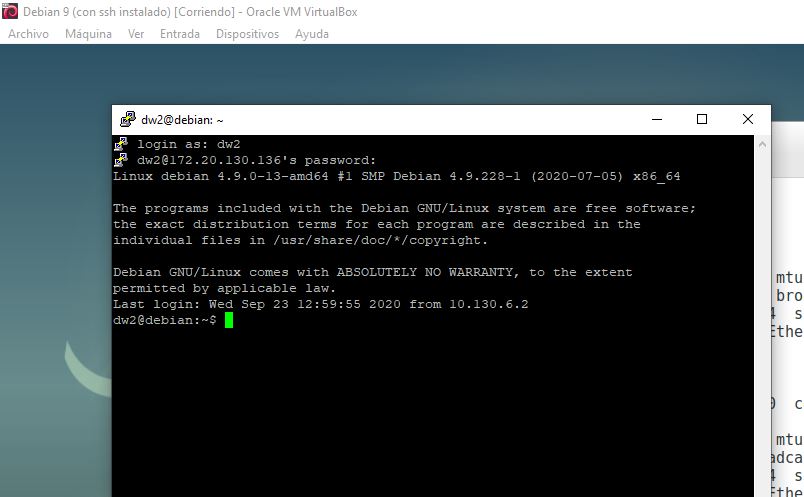 Debian 9 (con ssh instalado) [Corriendo] - Oracle VM VirtualBox
Archivo Máquina Ver Entrada Dispositivos Ayuda
dw2@debian: ~
login as: dw2
dw2@172.20.130.136's password:
Linux debian 4.9.0-13-amd64 #1 SMP Debian 4.9.228-1 (2020-07-05) x86_64
The programs included with the Debian GNU/Linux system are free software;
the exact distribution terms for each program are described in the
individual files in /usr/share/doc/*/copyright.
Debian GNU/Linux comes with ABSOLUTELY NO WARRANTY, to the extent
permitted by applicable law.
Last login: Wed Sep 23 12:59:55 2020 from 10.130.6.2
dw2@debian:~$
mtu
bro
4 s
Ethe
0 c
mtu
adca
4 s
Ethe